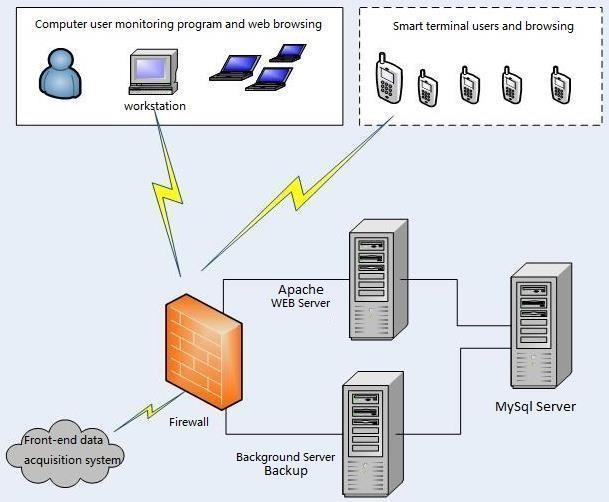 Computer user monitoring program and web browsing
workstation
Smart terminal users and browsing
Apache
WEB Server
MySql Server
Firewall
Front-end data
acquisition system
Background Server
Backup